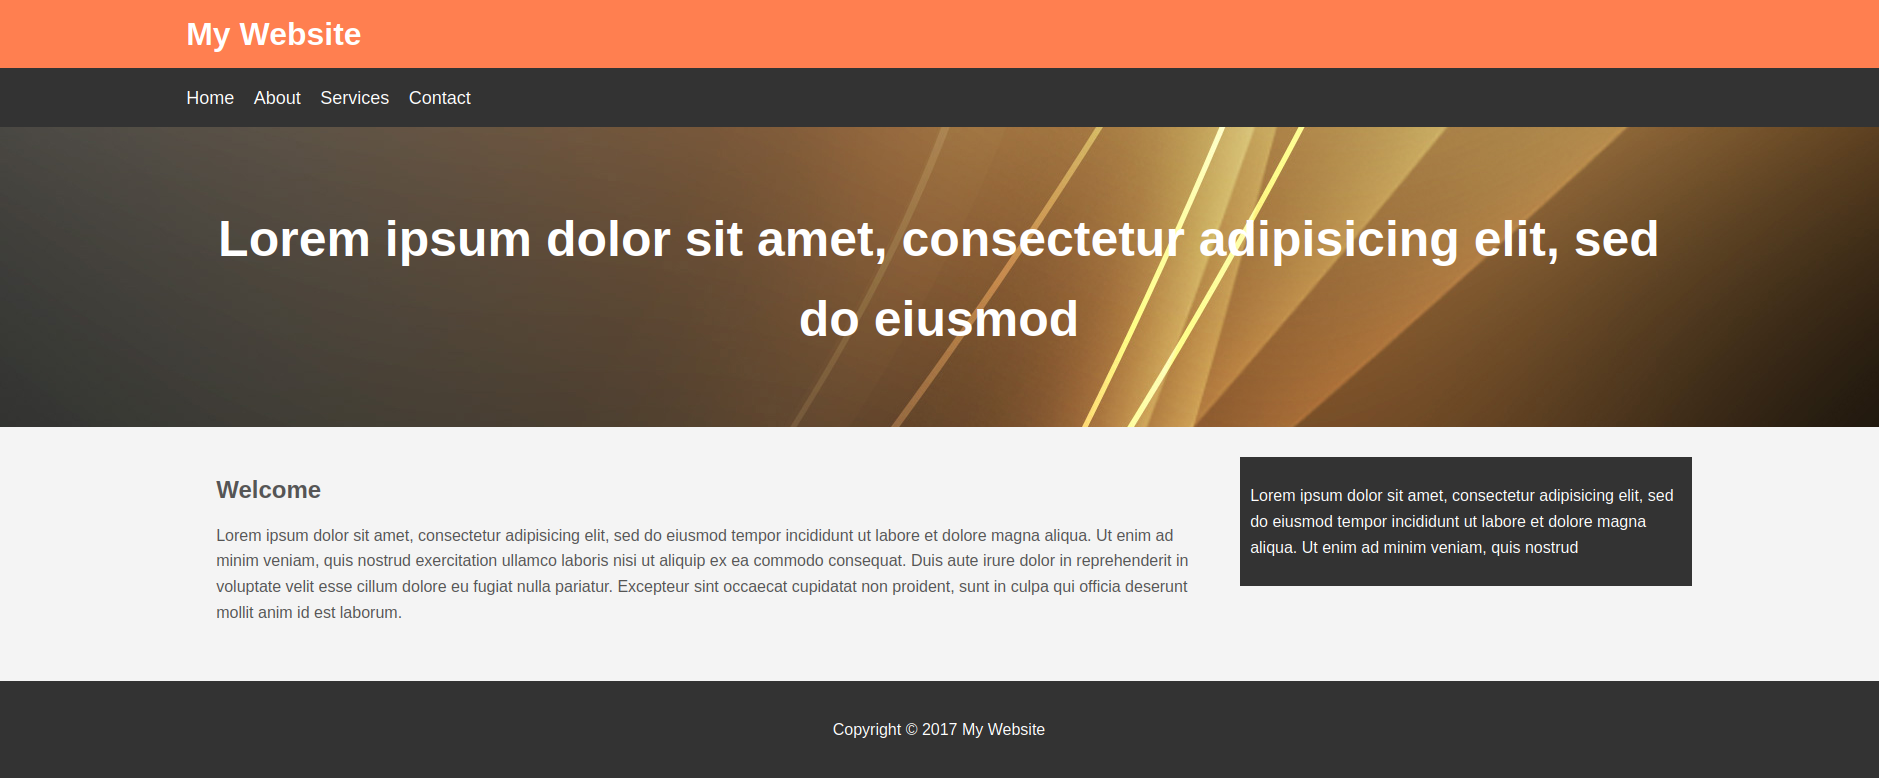 My Website
Home About Services Contact
Lorem ipsum dolor sit amet, consectetur adipisicing elit, sed
do eiusmod
Welcome
Lorem ipsum dolor sit amet, consectetur adipisicing elit, sed do eiusmod tempor incididunt ut labore et dolore magna aliqua. Ut enim ad
minim veniam, quis nostrud exercitation ullamco laboris nisi ut aliquip ex ea commodo consequat. Duis aute irure dolor in reprehenderit in
voluptate velit esse cillum dolore eu fugiat nulla pariatur. Excepteur sint occaecat cupidatat non proident, sunt in culpa qui officia deserunt
mollit anim id est laborum.
Lorem ipsum dolor sit amet, consectetur adipisicing elit, sed
do eiusmod tempor incididunt ut labore et dolore magna
aliqua. Ut enim ad minim veniam, quis nostrud
Copyright © 2017 My Website